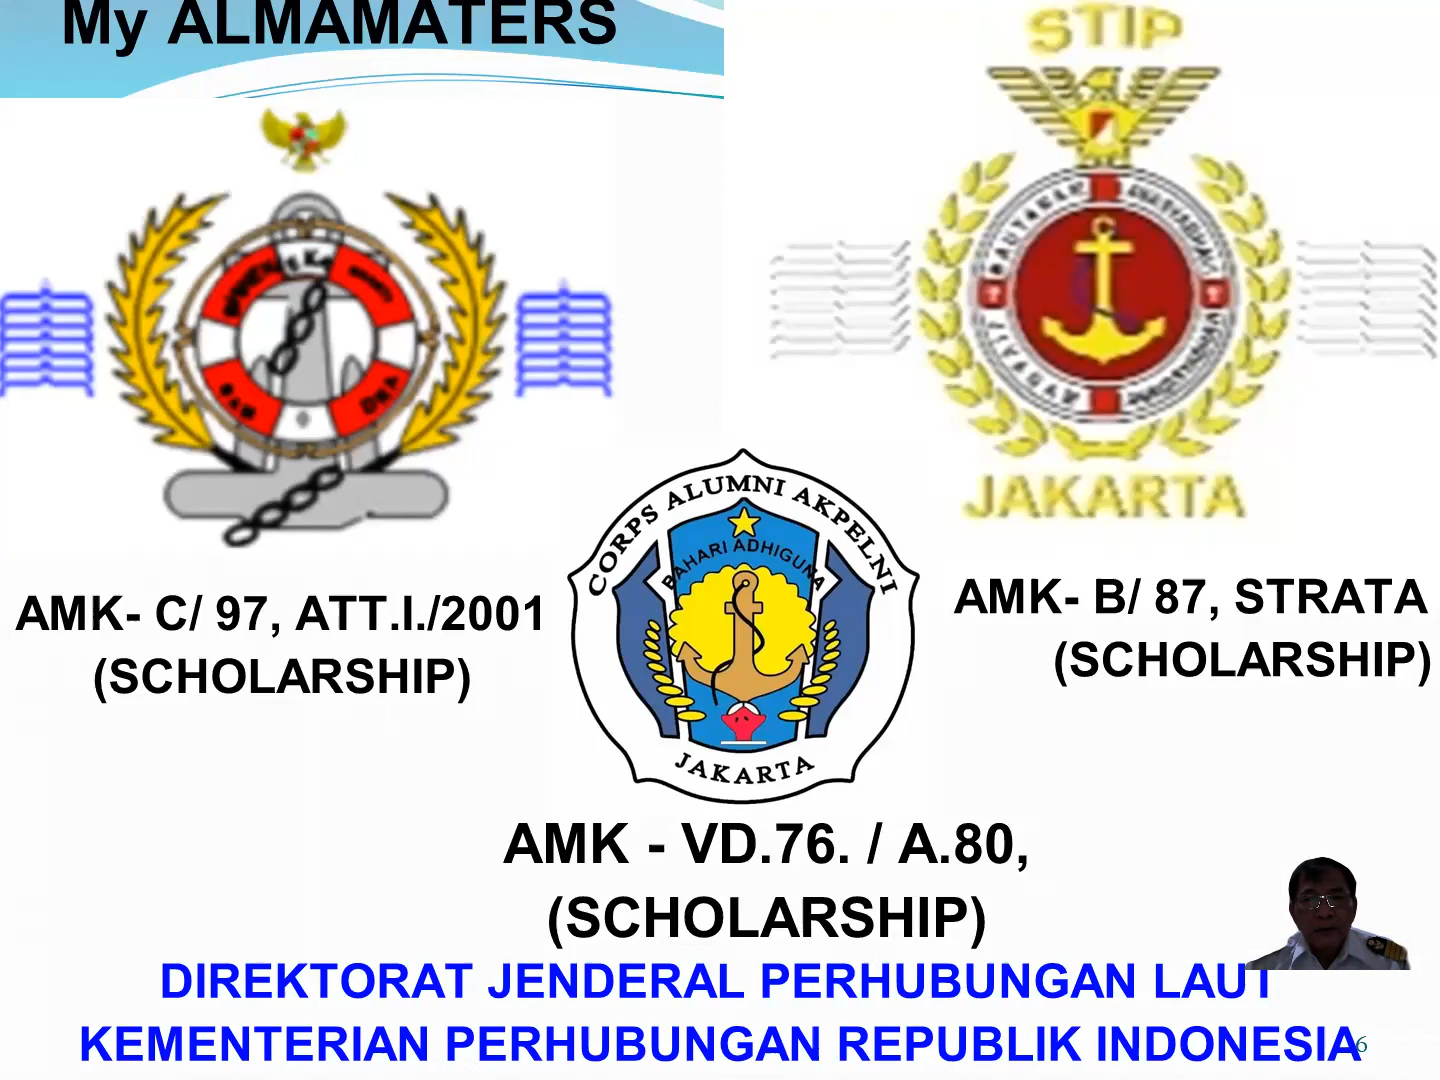 My ALMAMATERS
STIP
JAKARTA
CORPS ALUMNI AKPELNI
BAHARI ADHIGUNA
JAKARTA
AMK- C/ 97, ATT.I./2001
(SCHOLARSHIP)
AMK- B/ 87, STRATA
(SCHOLARSHIP)
AMK - VD.76. / A.80,
(SCHOLARSHIP)
DIREKTORAT JENDERAL PERHUBUNGAN LAUT
KEMENTERIAN PERHUBUNGAN REPUBLIK INDONESIA
6